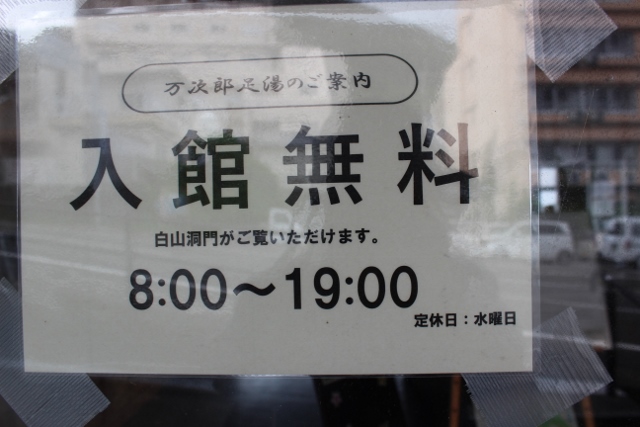 万次郎足湯のご案内
入館無料
白山洞門がご覧いただけます。
8:00～19:00
定休日：水曜日